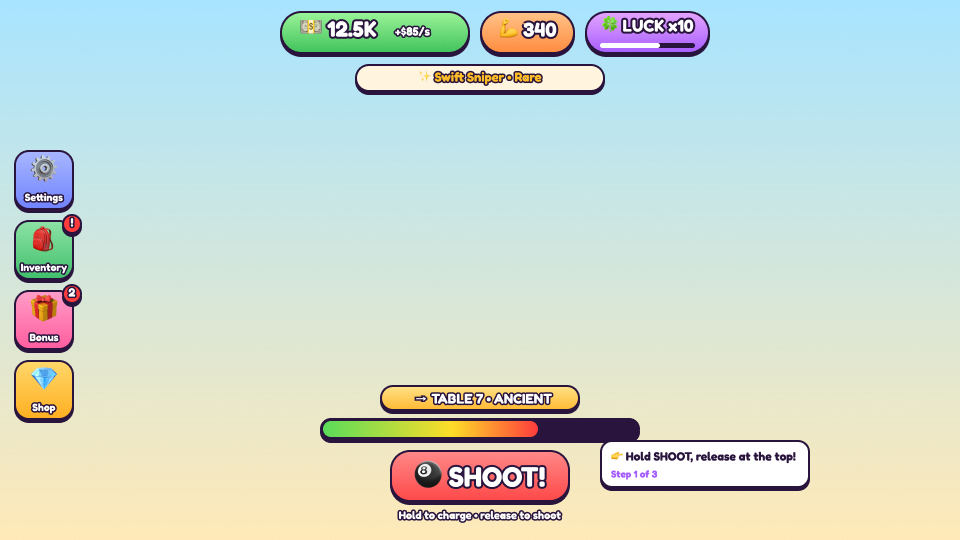 12.5K +$85/s
340
LUCK x10
✨ Swift Sniper • Rare
Settings
!
Inventory
2
Bonus
Shop
→ TABLE 7 • ANCIENT
8 SHOOT!
Hold to charge • release to shoot
👉 Hold SHOOT, release at the top!
Step 1 of 3